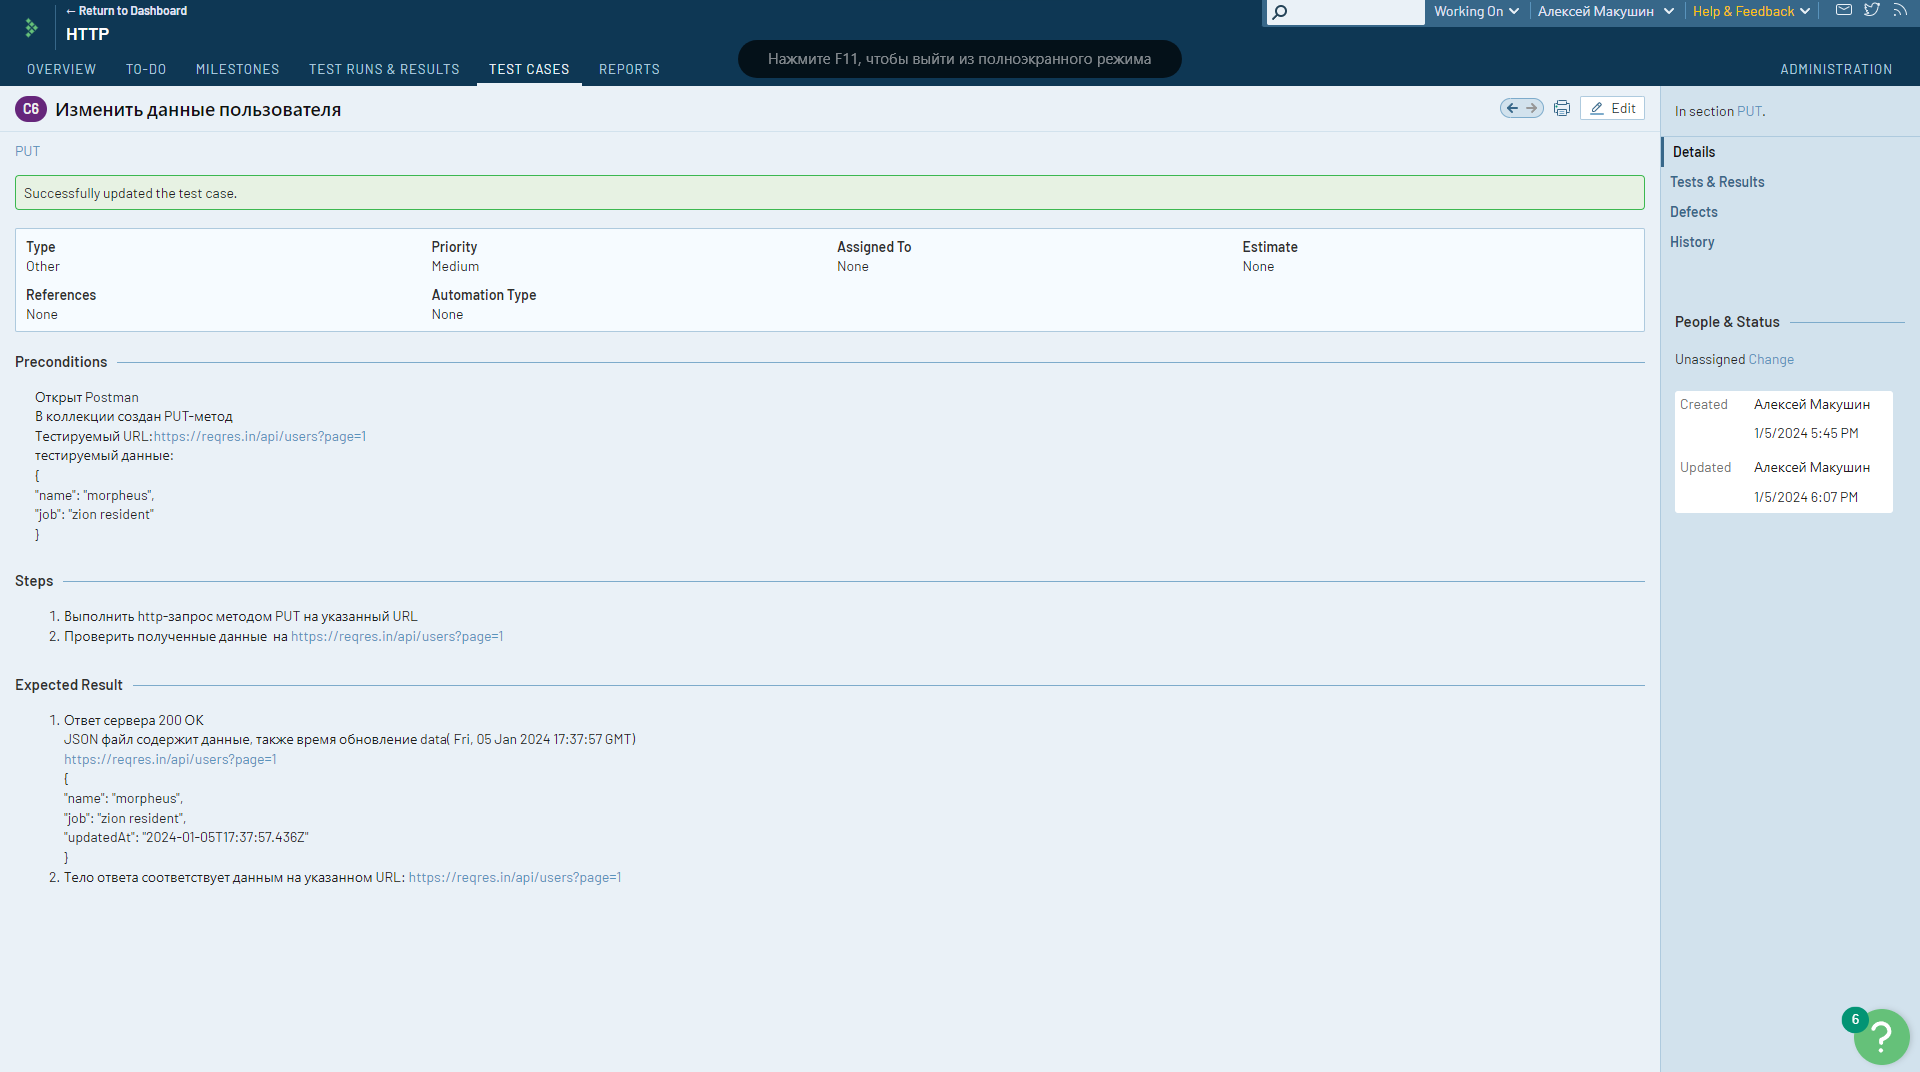 ← Return to Dashboard
HTTP
Working On
Алексей Макушин
Help & Feedback
Нажмите F11, чтобы выйти из полноэкранного режима
OVERVIEW TO-DO MILESTONES TEST RUNS & RESULTS TEST CASES REPORTS
ADMINISTRATION
C6 Изменить данные пользователя
Edit
PUT
Successfully updated the test case.
Type Priority Assigned To Estimate
Other Medium None None
References Automation Type
None None
Preconditions
Открыт Postman
В коллекции создан PUT-метод
Тестируемый URL:https://reqres.in/api/users?page=1
тестируемый данные:
{
"name": "morpheus",
"job": "zion resident"
}
Steps
1. Выполнить http-запрос методом PUT на указанный URL
2. Проверить полученные данные на https://reqres.in/api/users?page=1
Expected Result
1. Ответ сервера 200 OK
JSON файл содержит данные, также время обновление data( Fri, 05 Jan 2024 17:37:57 GMT)
https://reqres.in/api/users?page=1
{
"name": "morpheus",
"job": "zion resident",
"updatedAt": "2024-01-05T17:37:57.436Z"
}
2. Тело ответа соответствует данным на указанном URL: https://reqres.in/api/users?page=1
In section PUT.
Details
Tests & Results
Defects
History
People & Status
Unassigned Change
Created Алексей Макушин
1/5/2024 5:45 PM
Updated Алексей Макушин
1/5/2024 6:07 PM
6
?